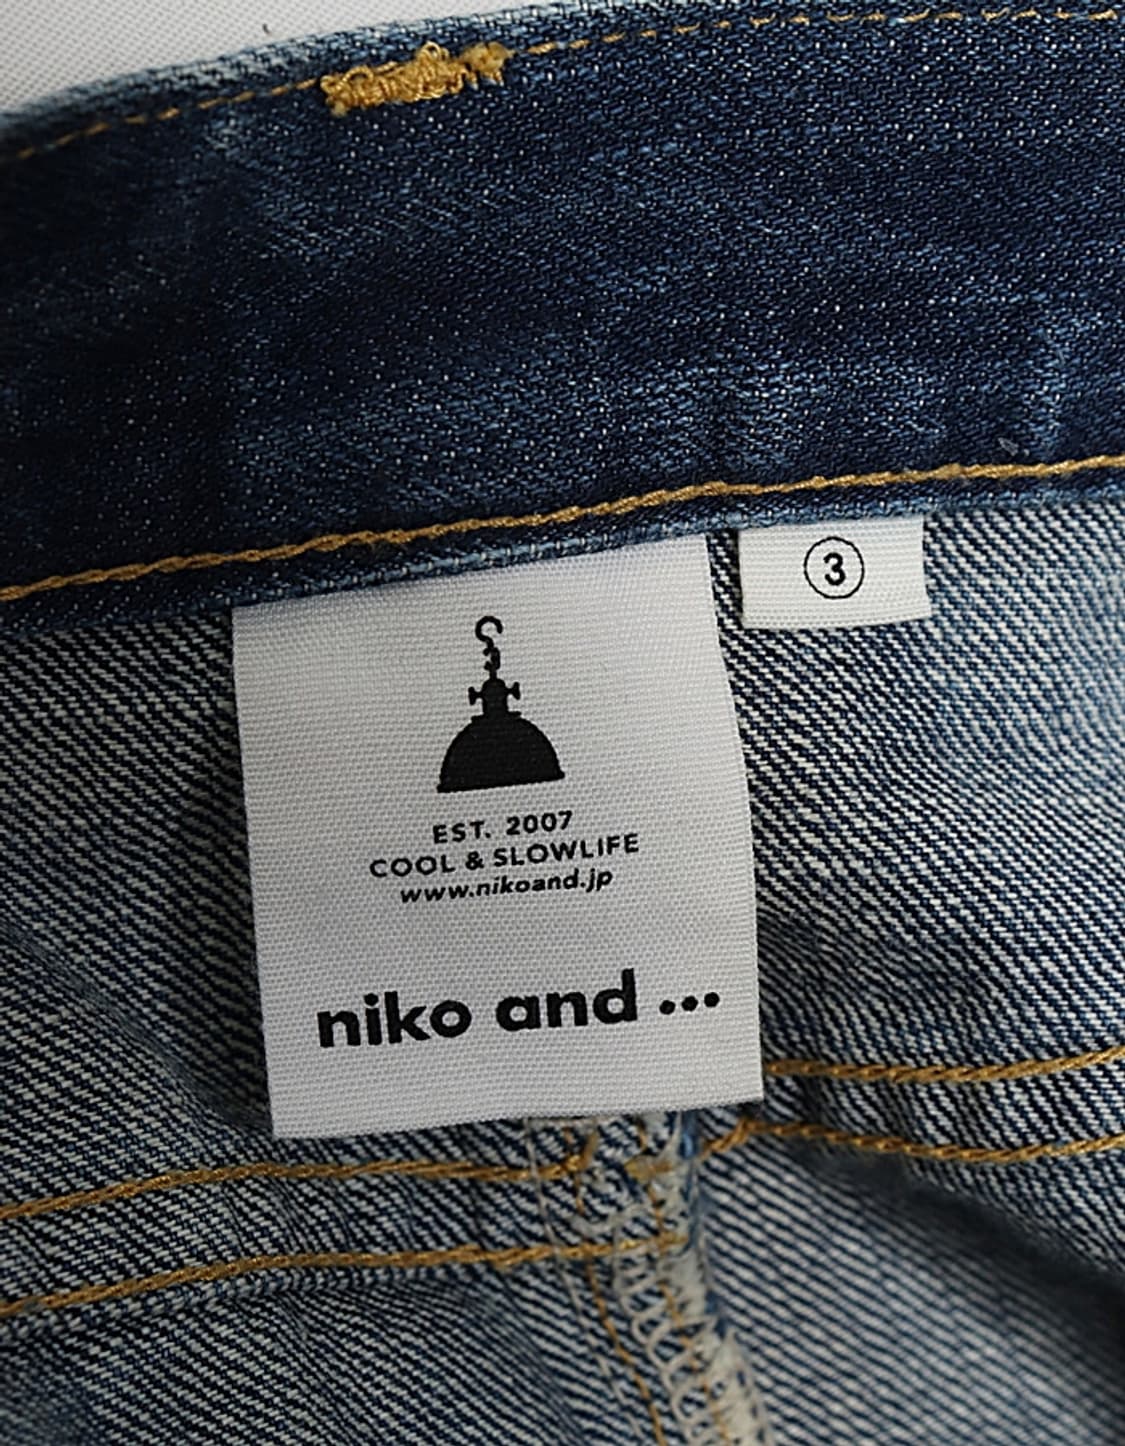 3
EST. 2007
COOL & SLOWLIFE
www.nikoand.jp
niko and ...